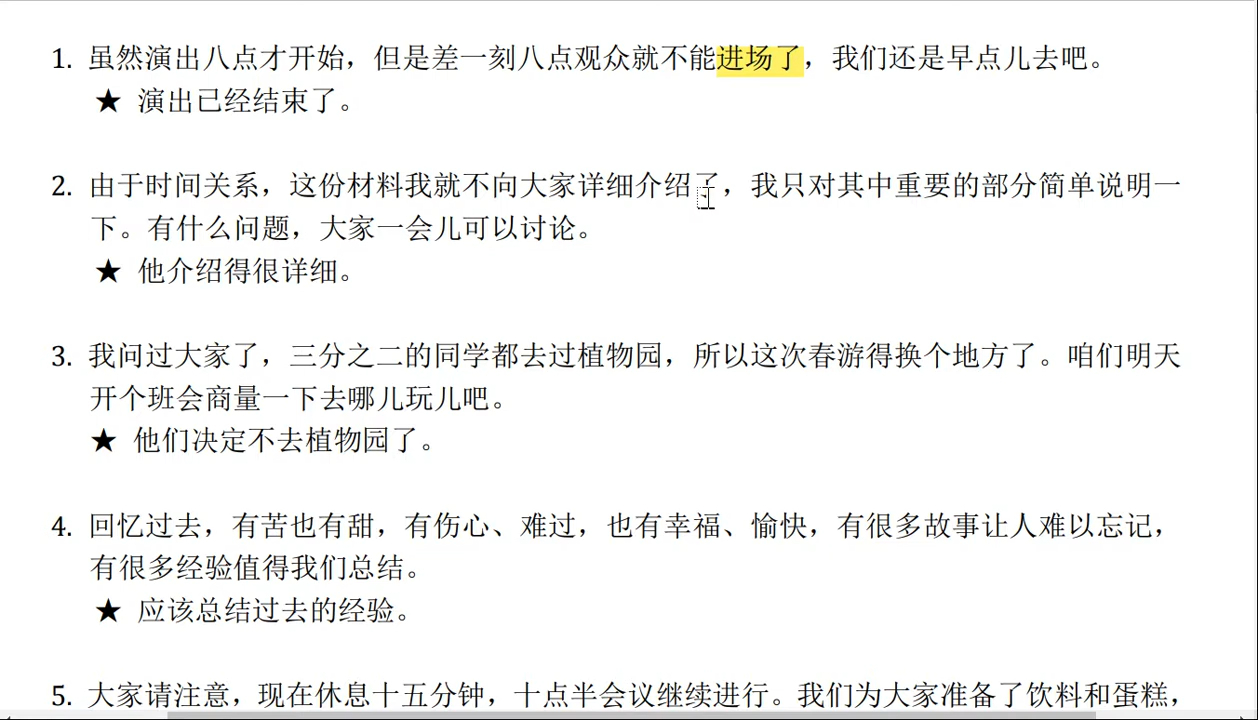 1. 虽然演出八点才开始，但是差一刻八点观众就不能进场了，我们还是早点儿去吧。
★ 演出已经结束了。
2. 由于时间关系，这份材料我就不向大家详细介绍了，我只对其中重要的部分简单说明一
下。有什么问题，大家一会儿可以讨论。
★ 他介绍得很详细。
3. 我问过大家了，三分之二的同学都去过植物园，所以这次春游得换个地方了。咱们明天
开个班会商量一下去哪儿玩儿吧。
★ 他们决定不去植物园了。
4. 回忆过去，有苦也有甜，有伤心、难过，也有幸福、愉快，有很多故事让人难以忘记，
有很多经验值得我们总结。
★ 应该总结过去的经验。
5. 大家请注意，现在休息十五分钟，十点半会议继续进行。我们为大家准备了饮料和蛋糕，